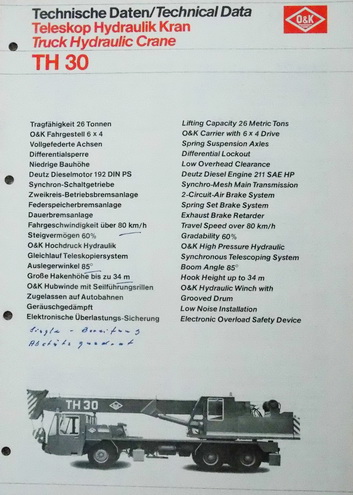 Technische Daten/Technical Data
Teleskop Hydraulik Kran
Truck Hydraulic Crane
TH 30
O&K
Tragfähigkeit 26 Tonnen
O&K Fahrgestell 6 x 4
Vollgefederte Achsen
Differentialsperre
Niedrige Bauhöhe
Deutz Dieselmotor 192 DIN PS
Synchron-Schaltgetriebe
Zweikreis-Betriebsbremsanlage
Federspeicherbremsanlage
Dauerbremsanlage
Fahrgeschwindigkeit über 80 km/h
Steigvermögen 60%
O&K Hochdruck Hydraulik
Gleichlauf Teleskopiersystem
Auslegerwinkel 85°
Große Hakenhöhe bis zu 34 m
O&K Hubwinde mit Seilführungsrillen
Zugelassen auf Autobahnen
Geräuschgedämpft
Elektronische Überlastungs-Sicherung
Lifting Capacity 26 Metric Tons
O&K Carrier with 6 x 4 Drive
Spring Suspension Axles
Differential Lockout
Low Overhead Clearance
Deutz Diesel Engine 211 SAE HP
Synchro-Mesh Main Transmission
2-Circuit-Air Brake System
Spring Set Brake System
Exhaust Brake Retarder
Travel Speed over 80 km/h
Gradability 60%
O&K High Pressure Hydraulic
Synchronous Telescoping System
Boom Angle 85°
Hook Height up to 34 m
O&K Hydraulic Winch with
Grooved Drum
Low Noise Installation
Electronic Overload Safety Device
Single - Bereifung
TH 30